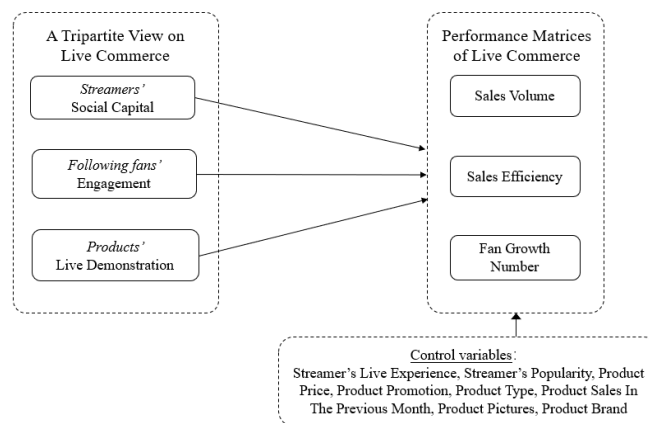 A Tripartite View on
Live Commerce
Streamers'
Social Capital
Following fans'
Engagement
Products'
Live Demonstration
Performance Matrices
of Live Commerce
Sales Volume
Sales Efficiency
Fan Growth
Number
Control variables:
Streamer's Live Experience, Streamer's Popularity, Product
Price, Product Promotion, Product Type, Product Sales In
The Previous Month, Product Pictures, Product Brand